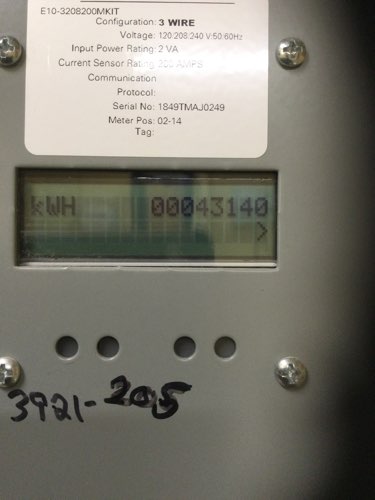 E10-3208200MKIT
Configuration: 3 WIRE
Voltage: 120:208:240 V:50:60Hz
Input Power Rating: 2 VA
Current Sensor Rating: 200 AMPS
Communication
Protocol:
Serial No: 1849TMAJ0249
Meter Pos: 02-14
Tag:
kWH 00043140
>
3921-205